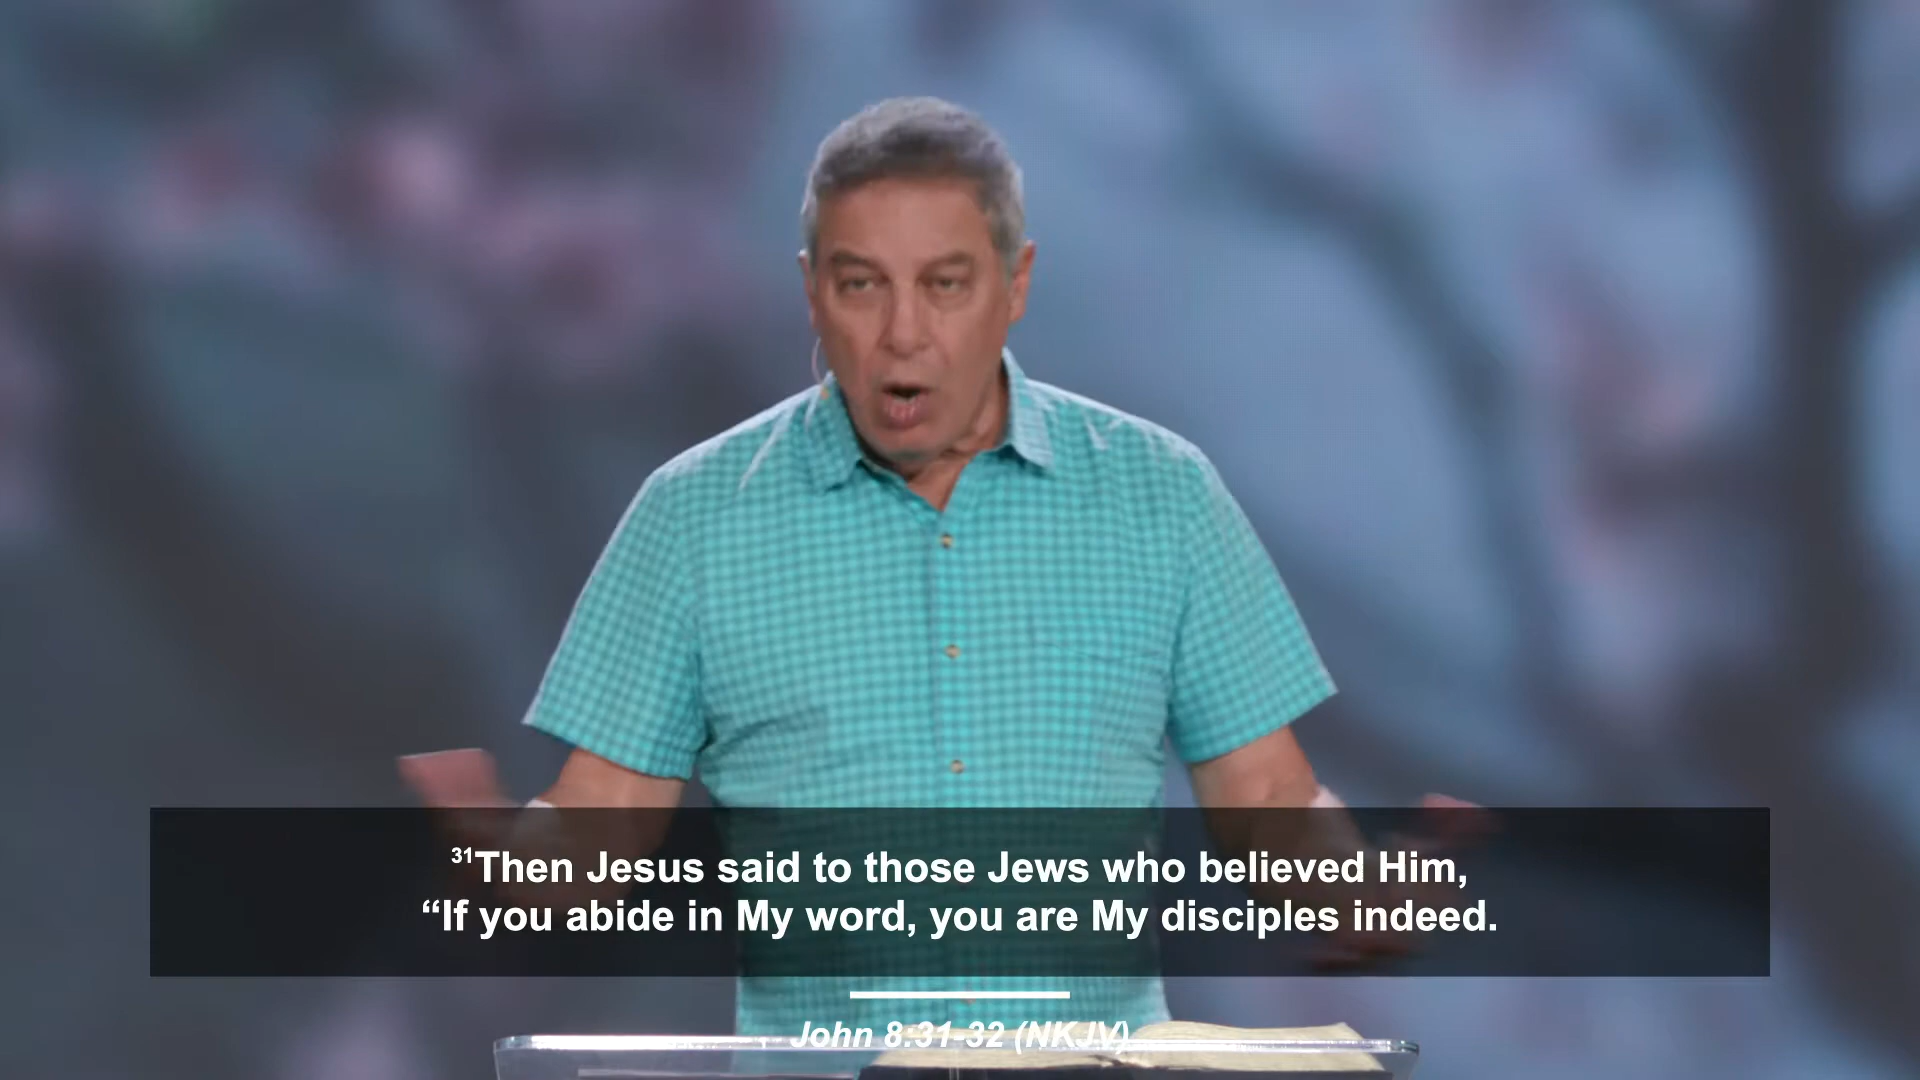 31Then Jesus said to those Jews who believed Him,
“If you abide in My word, you are My disciples indeed.
John 8:31-32 (NKJV)